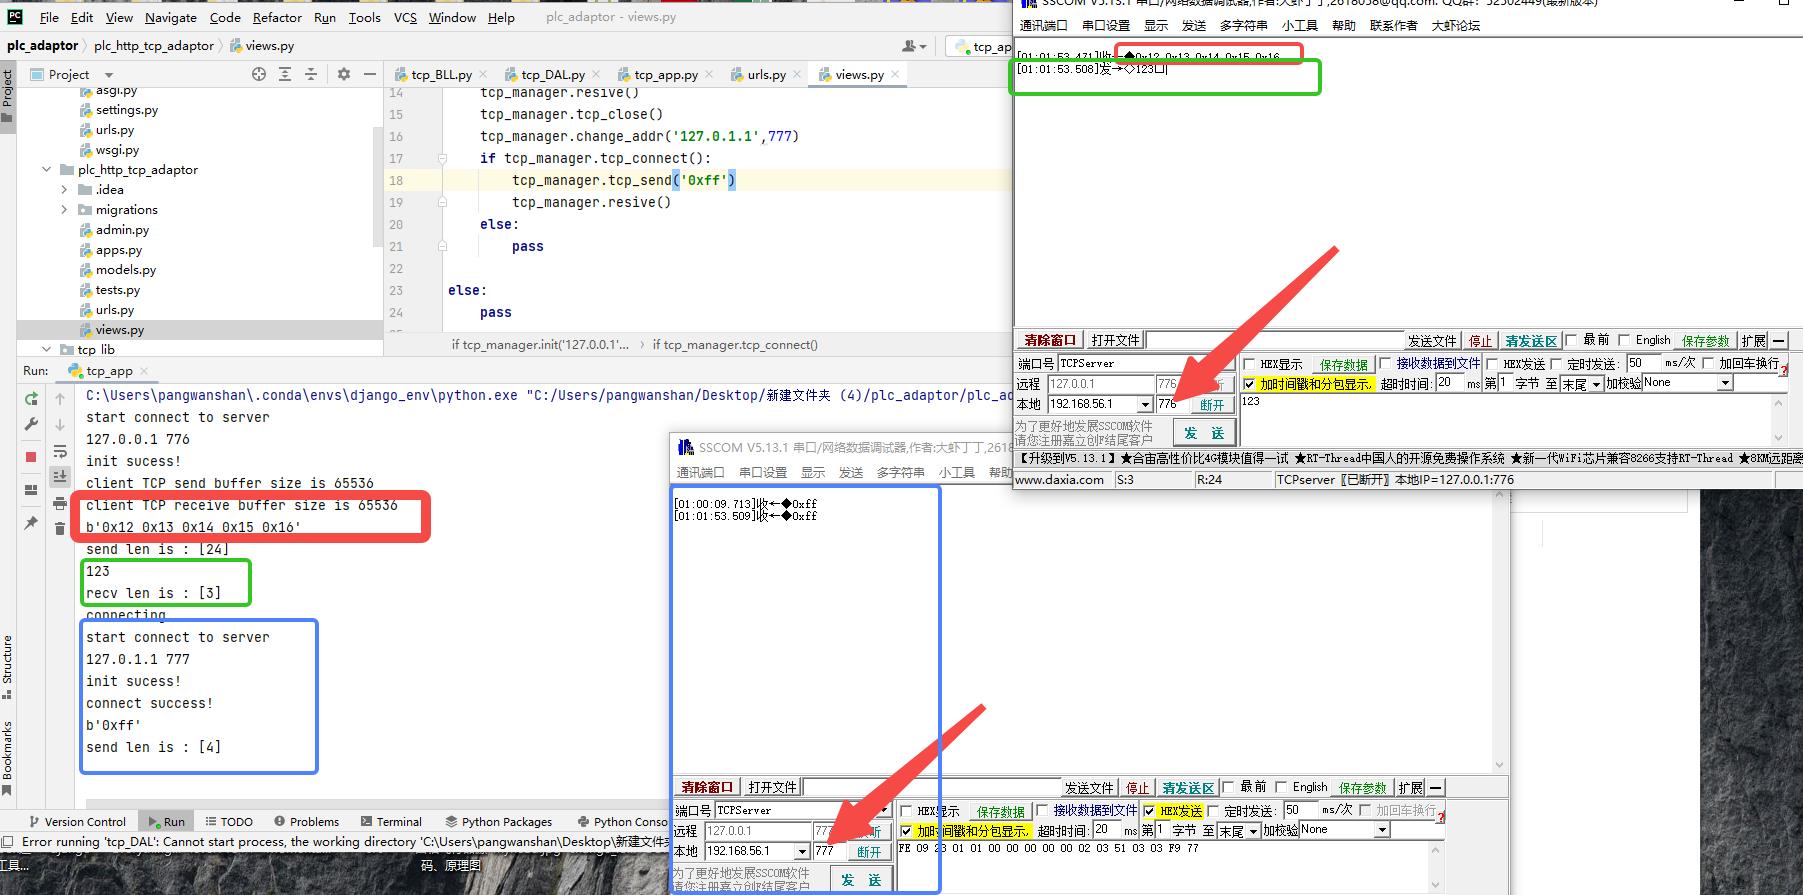 File Edit View Navigate Code Refactor Run Tools VCS Window Help plc_adaptor - views.py
plc_adaptor plc_http_tcp_adaptor views.py
tcp_ap
Project
Project
tcp_BLL.py tcp_DAL.py tcp_app.py urls.py views.py
asgi.py
settings.py
urls.py
wsgi.py
plc_http_tcp_adaptor
.idea
migrations
admin.py
apps.py
models.py
tests.py
urls.py
views.py
tcp_lib
14 tcp_manager.resive()
15 tcp_manager.tcp_close()
16 tcp_manager.change_addr('127.0.1.1',777)
17 if tcp_manager.tcp_connect():
18 tcp_manager.tcp_send('0xff')
19 tcp_manager.resive()
20 else:
21 pass
22
23 else:
24 pass
if tcp_manager.init('127.0.0.1'... if tcp_manager.tcp_connect()
Run: tcp_app
C:\Users\pangwanshan\.conda\envs\django_env\python.exe "C:/Users/pangwanshan/Desktop/新建文件夹 (4)/plc_adaptor/plc_ad
start connect to server
127.0.0.1 776
init sucess!
client TCP send buffer size is 65536
client TCP receive buffer size is 65536
b'0x12 0x13 0x14 0x15 0x16'
send len is : [24]
123
recv len is : [3]
connecting
start connect to server
127.0.1.1 777
init sucess!
connect success!
b'0xff'
send len is : [4]
Structure
Bookmarks
Version Control Run TODO Problems Terminal Python Packages Python Conso
Error running 'tcp_DAL': Cannot start process, the working directory 'C:\Users\pangwanshan\Desktop\新建文件夹
工具...
码、原理图
SSCOM V5.13.1 串口/网络数据调试器,作者:大虾丁丁,2618058@qq.com. QQ群: 52502449(最新版本)
通讯端口 串口设置 显示 发送 多字符串 小工具 帮助 联系作者 大虾论坛
[01:01:53.471]收←◆0x12 0x13 0x14 0x15 0x16
[01:01:53.508]发→◇123□
清除窗口 打开文件 发送文件 停止 清发送区 最前 English 保存参数 扩展 —
端口号 TCPServer HEX显示 保存数据 接收数据到文件 HEX发送 定时发送: 50 ms/次 加回车换行
远程 127.0.0.1 776 加时间戳和分包显示, 超时时间: 20 ms 第 1 字节 至 末尾 加校验 None ?
本地 192.168.56.1 776 断开 123
为了更好地发展SSCOM软件
请您注册嘉立创F结尾客户
发 送
【升级到V5.13.1】★合宙高性价比4G模块值得一试 ★RT-Thread中国人的开源免费操作系统 ★新一代WiFi芯片兼容8266支持RT-Thread ★8KM远距离
www.daxia.com S:3 R:24 TCPserver 〖已断开〗 本地IP=127.0.0.1:776
SSCOM V5.13.1 串口/网络数据调试器,作者:大虾丁丁,2618
通讯端口 串口设置 显示 发送 多字符串 小工具 帮助
[01:00:09.713]收←◆0xff
[01:01:53.509]收←◆0xff
清除窗口 打开文件 发送文件 停止 清发送区 最前 English 保存参数 扩展 —
端口号 TCPServer HEX显示 保存数据 接收数据到文件 HEX发送 定时发送: 50 ms/次 加回车换行
远程 127.0.0.1 777 加时间戳和分包显示, 超时时间: 20 ms 第 1 字节 至 末尾 加校验 None ?
本地 192.168.56.1 777 断开 FE 09 23 01 01 00 00 00 00 00 02 03 51 03 03 F9 77
为了更好地发展SSCOM软件
请您注册嘉立创F结尾客户
发 送